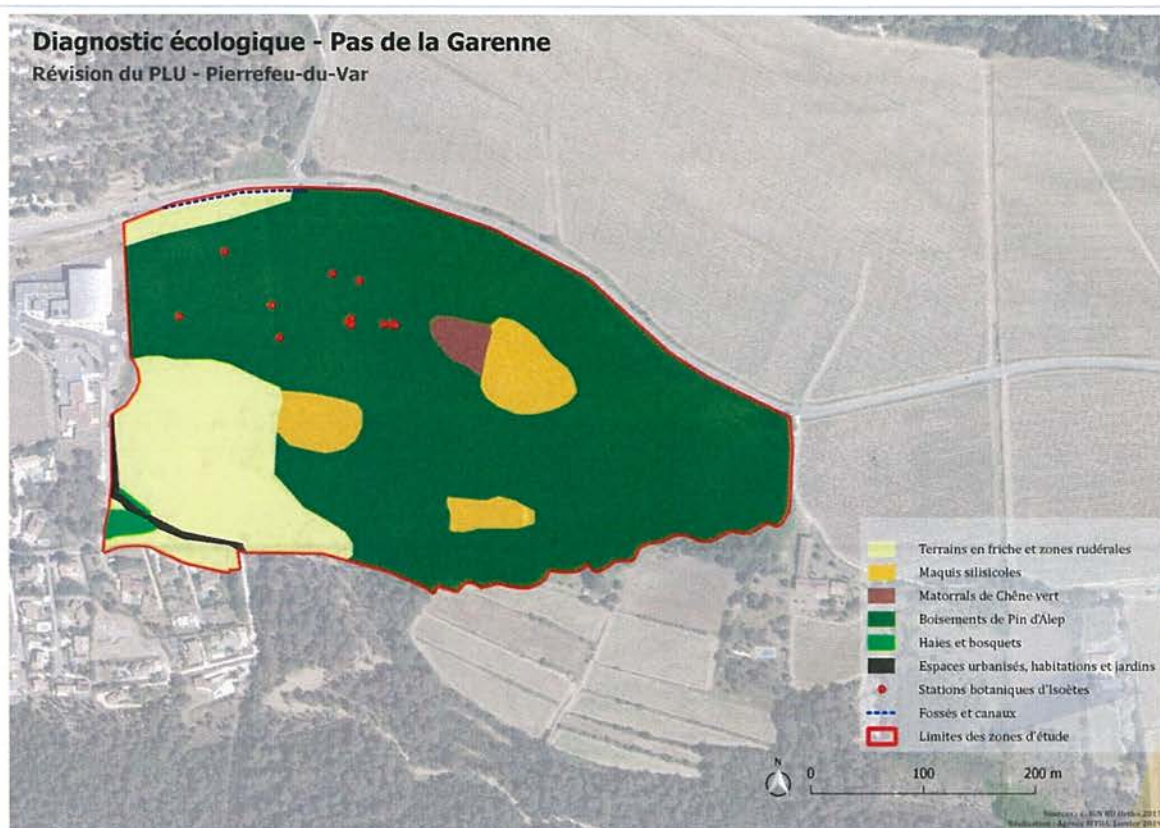 Diagnostic écologique - Pas de la Garenne
Révision du PLU - Pierrefeu-du-Var
Terrains en friche et zones rudérales
Maquis silisicoles
Matorrals de Chêne vert
Boisements de Pin d'Alep
Haies et bosquets
Espaces urbanisés, habitations et jardins
Stations botaniques d'Isoètes
Fossés et canaux
Limites des zones d'étude
N
0 100 200 m